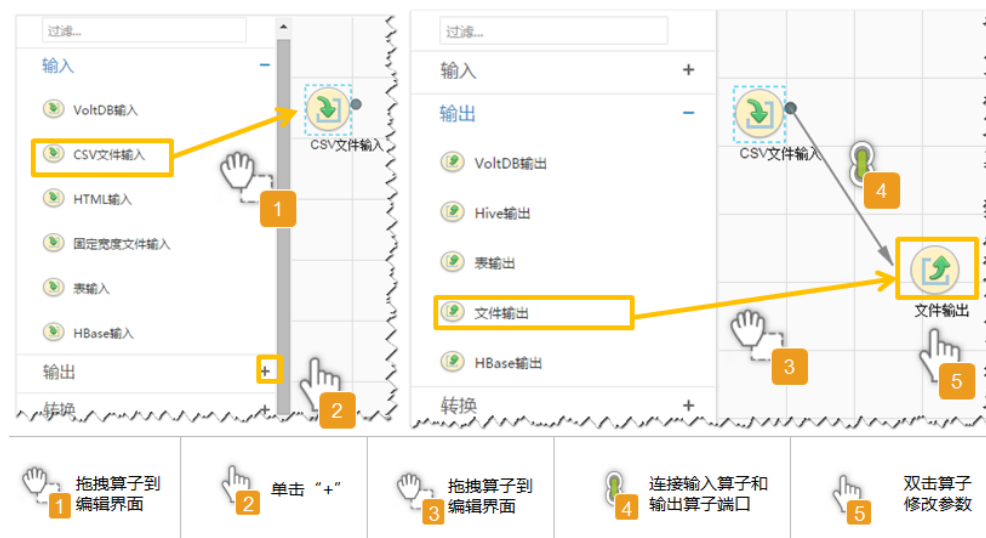 过滤...
输入
VoltDB输入
CSV文件输入
HTML输入
固定宽度文件输入
表输入
HBase输入
输出
转换
CSV文件输入
1
2
过滤...
输入
输出
VoltDB输出
Hive输出
表输出
文件输出
HBase输出
转换
CSV文件输入
4
文件输出
3
5
1
拖拽算子到
编辑界面
2
单击“+”
3
拖拽算子到
编辑界面
4
连接输入算子和
输出算子端口
5
双击算子
修改参数